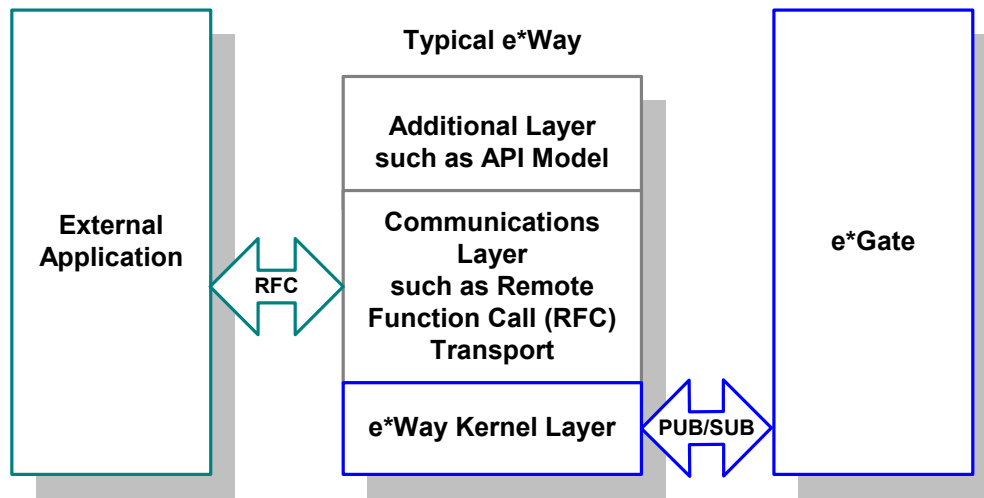 Typical e*Way
Additional Layer
such as API Model
External
Application
RFC
Communications
Layer
such as Remote
Function Call (RFC)
Transport
e*Way Kernel Layer
PUB/SUB
e*Gate